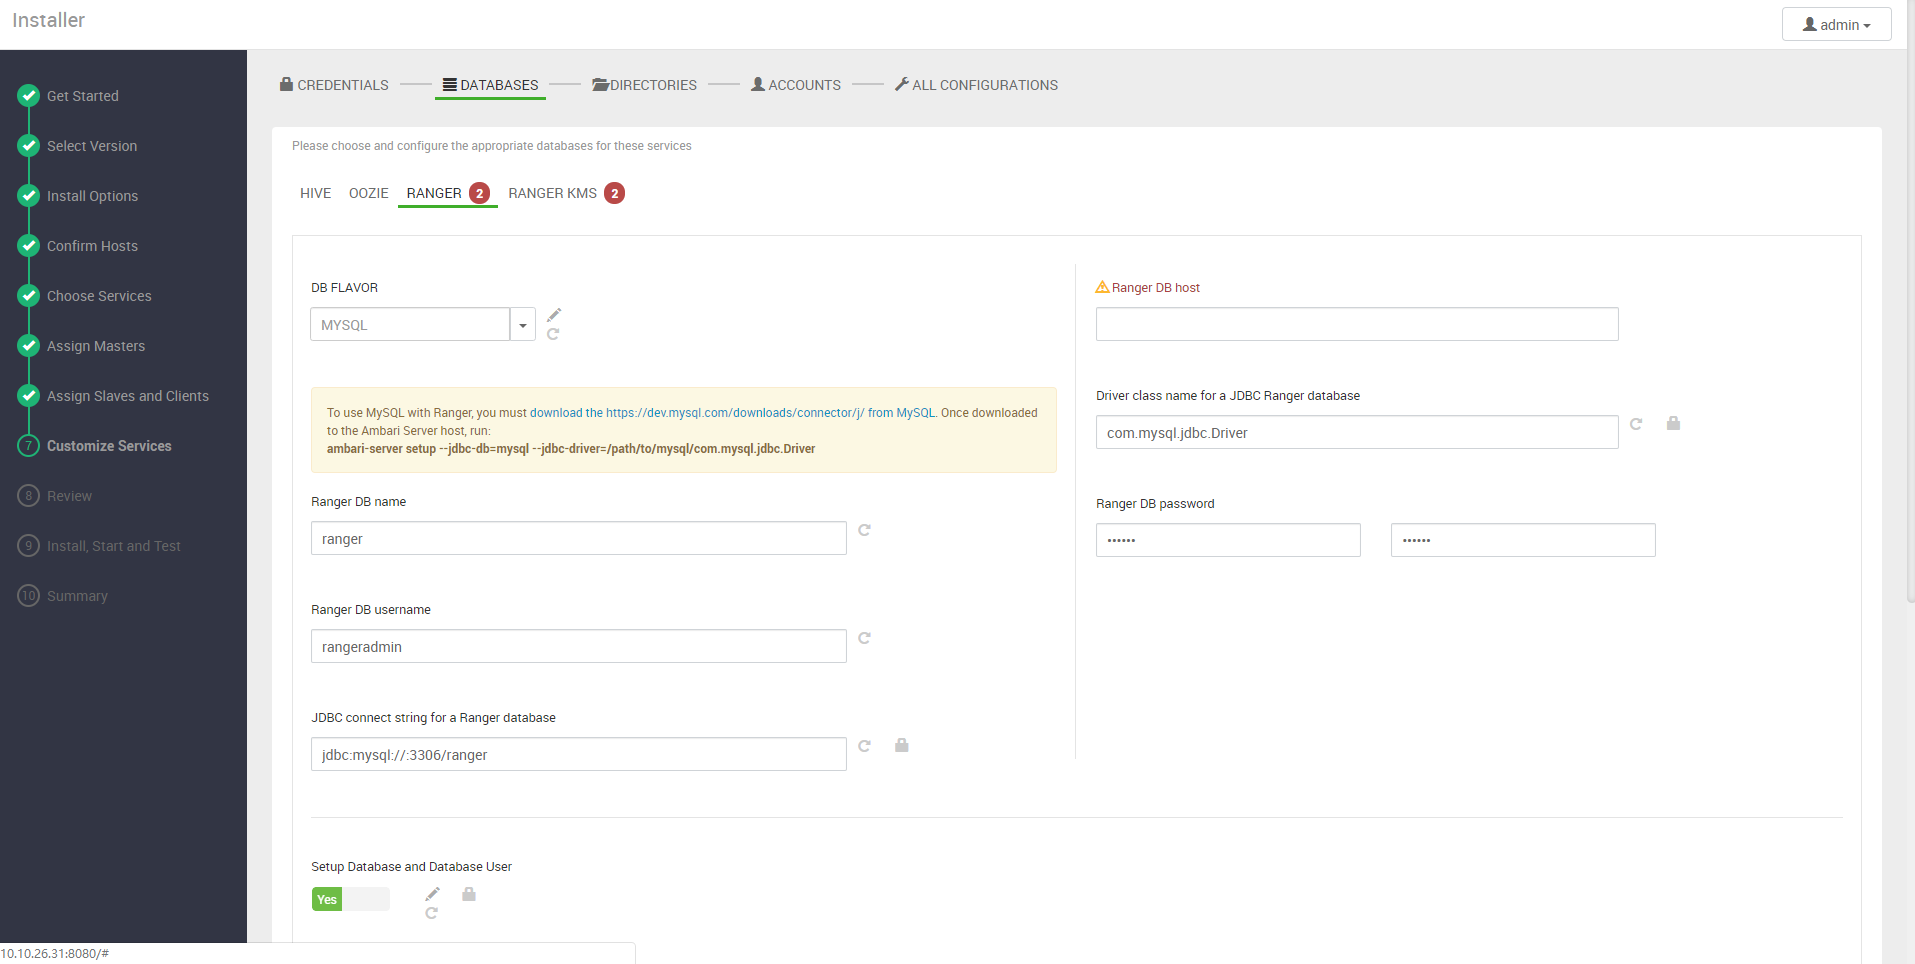 Installer
admin
Get Started
Select Version
Install Options
Confirm Hosts
Choose Services
Assign Masters
Assign Slaves and Clients
7 Customize Services
8 Review
9 Install, Start and Test
10 Summary
CREDENTIALS DATABASES DIRECTORIES ACCOUNTS ALL CONFIGURATIONS
Please choose and configure the appropriate databases for these services
HIVE OOZIE RANGER 2 RANGER KMS 2
DB FLAVOR
MYSQL
To use MySQL with Ranger, you must download the https://dev.mysql.com/downloads/connector/j/ from MySQL. Once downloaded
to the Ambari Server host, run:
ambari-server setup --jdbc-db=mysql --jdbc-driver=/path/to/mysql/com.mysql.jdbc.Driver
Ranger DB name
ranger
Ranger DB username
rangeradmin
JDBC connect string for a Ranger database
jdbc:mysql://:3306/ranger
Ranger DB host
Driver class name for a JDBC Ranger database
com.mysql.jdbc.Driver
Ranger DB password
•••••• ••••••
Setup Database and Database User
Yes
10.10.26.31:8080/#